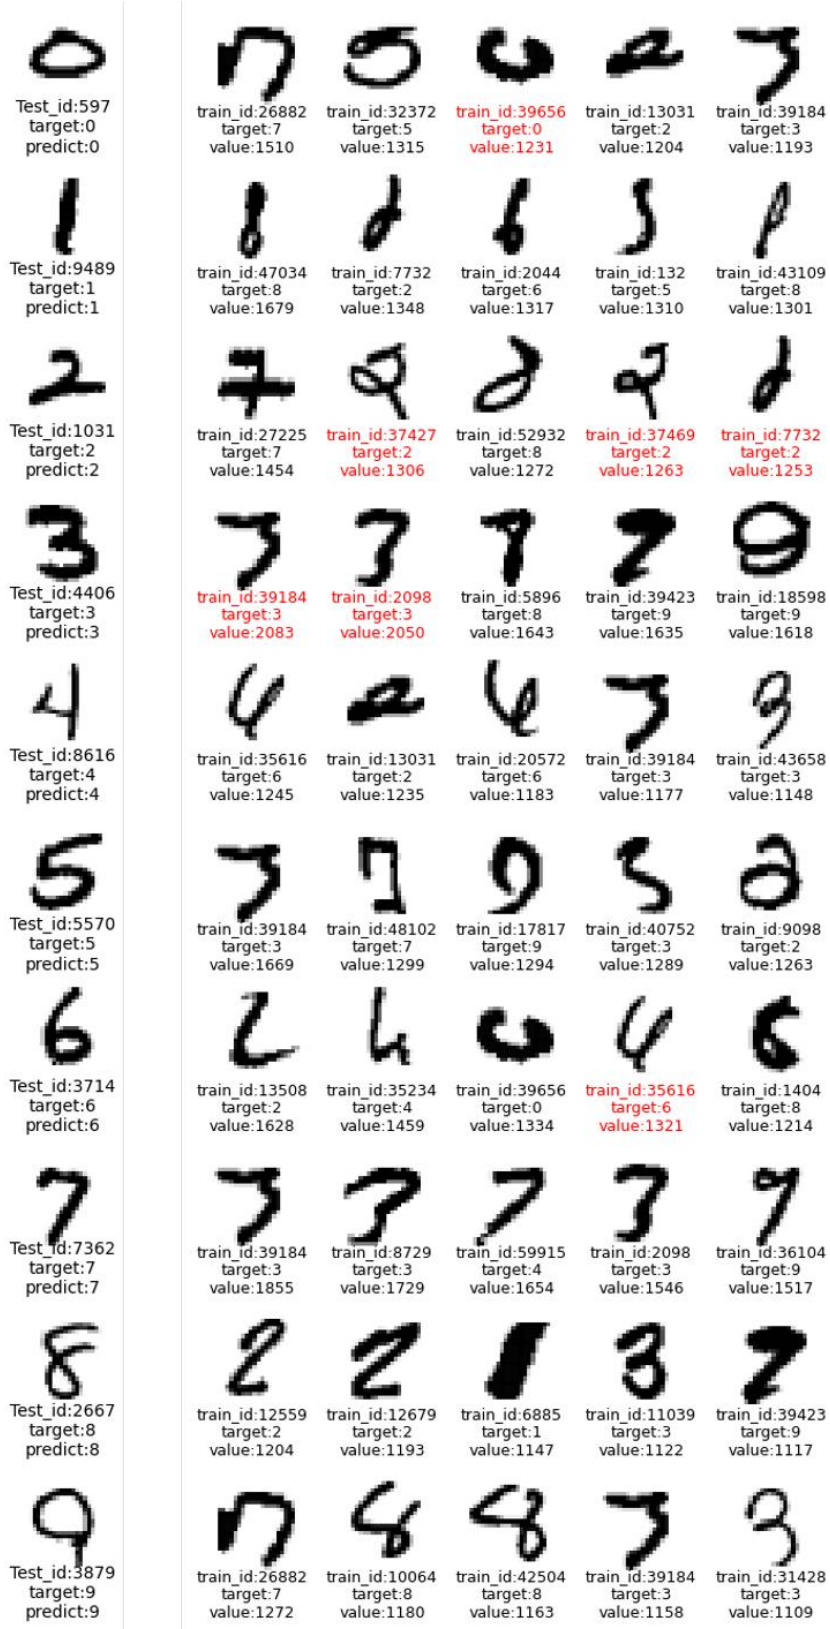 Test_id:597
target:0
predict:0
train_id:26882
target:7
value:1510
train_id:32372
target:5
value:1315
train_id:39656
target:0
value:1231
train_id:13031
target:2
value:1204
train_id:39184
target:3
value:1193
Test_id:9489
target:1
predict:1
train_id:47034
target:8
value:1679
train_id:7732
target:2
value:1348
train_id:2044
target:6
value:1317
train_id:132
target:5
value:1310
train_id:43109
target:8
value:1301
Test_id:1031
target:2
predict:2
train_id:27225
target:7
value:1454
train_id:37427
target:2
value:1306
train_id:52932
target:8
value:1272
train_id:37469
target:2
value:1263
train_id:7732
target:2
value:1253
Test_id:4406
target:3
predict:3
train_id:39184
target:3
value:2083
train_id:2098
target:3
value:2050
train_id:5896
target:8
value:1643
train_id:39423
target:9
value:1635
train_id:18598
target:9
value:1618
Test_id:8616
target:4
predict:4
train_id:35616
target:6
value:1245
train_id:13031
target:2
value:1235
train_id:20572
target:6
value:1183
train_id:39184
target:3
value:1177
train_id:43658
target:3
value:1148
Test_id:5570
target:5
predict:5
train_id:39184
target:3
value:1669
train_id:48102
target:7
value:1299
train_id:17817
target:9
value:1294
train_id:40752
target:3
value:1289
train_id:9098
target:2
value:1263
Test_id:3714
target:6
predict:6
train_id:13508
target:2
value:1628
train_id:35234
target:4
value:1459
train_id:39656
target:0
value:1334
train_id:35616
target:6
value:1321
train_id:1404
target:8
value:1214
Test_id:7362
target:7
predict:7
train_id:39184
target:3
value:1855
train_id:8729
target:3
value:1729
train_id:59915
target:4
value:1654
train_id:2098
target:3
value:1546
train_id:36104
target:9
value:1517
Test_id:2667
target:8
predict:8
train_id:12559
target:2
value:1204
train_id:12679
target:2
value:1193
train_id:6885
target:1
value:1147
train_id:11039
target:3
value:1122
train_id:39423
target:9
value:1117
Test_id:3879
target:9
predict:9
train_id:26882
target:7
value:1272
train_id:10064
target:8
value:1180
train_id:42504
target:8
value:1163
train_id:39184
target:3
value:1158
train_id:31428
target:3
value:1109